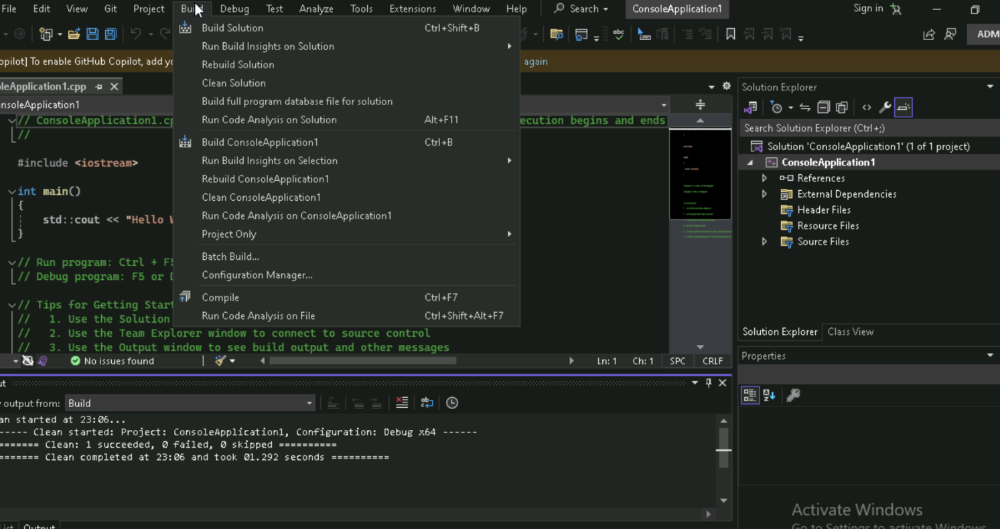 File Edit View Git Project Build Debug Test Analyze Tools Extensions Window Help Search ConsoleApplication1 Sign in
ADM
opilot] To enable GitHub Copilot, add yo
again
Build Solution Ctrl+Shift+B
Run Build Insights on Solution
Rebuild Solution
Clean Solution
Build full program database file for solution
Run Code Analysis on Solution Alt+F11
Build ConsoleApplication1 Ctrl+B
Run Build Insights on Selection
Rebuild ConsoleApplication1
Clean ConsoleApplication1
Run Code Analysis on ConsoleApplication1
Project Only
Batch Build...
Configuration Manager...
Compile Ctrl+F7
Run Code Analysis on File Ctrl+Shift+Alt+F7
leApplication1.cpp
nsoleApplication1
// ConsoleApplication1.cp
ecution begins and ends
//
#include <iostream>
int main()
{
std::cout << "Hello W
}
// Run program: Ctrl + F5
// Debug program: F5 or D
// Tips for Getting Start
// 1. Use the Solution
// 2. Use the Team Explorer window to connect to source control
// 3. Use the Output window to see build output and other messages
No issues found Ln: 1 Ch: 1 SPC CRLF
ut
output from: Build
an started at 23:06...
----- Clean started: Project: ConsoleApplication1, Configuration: Debug x64 ------
======= Clean: 1 succeeded, 0 failed, 0 skipped ==========
======= Clean completed at 23:06 and took 01.292 seconds ==========
List Output
Solution Explorer
Search Solution Explorer (Ctrl+;)
Solution 'ConsoleApplication1' (1 of 1 project)
ConsoleApplication1
References
External Dependencies
Header Files
Resource Files
Source Files
Solution Explorer Class View
Properties
Activate Windows
Go to Settings to activate Windows.